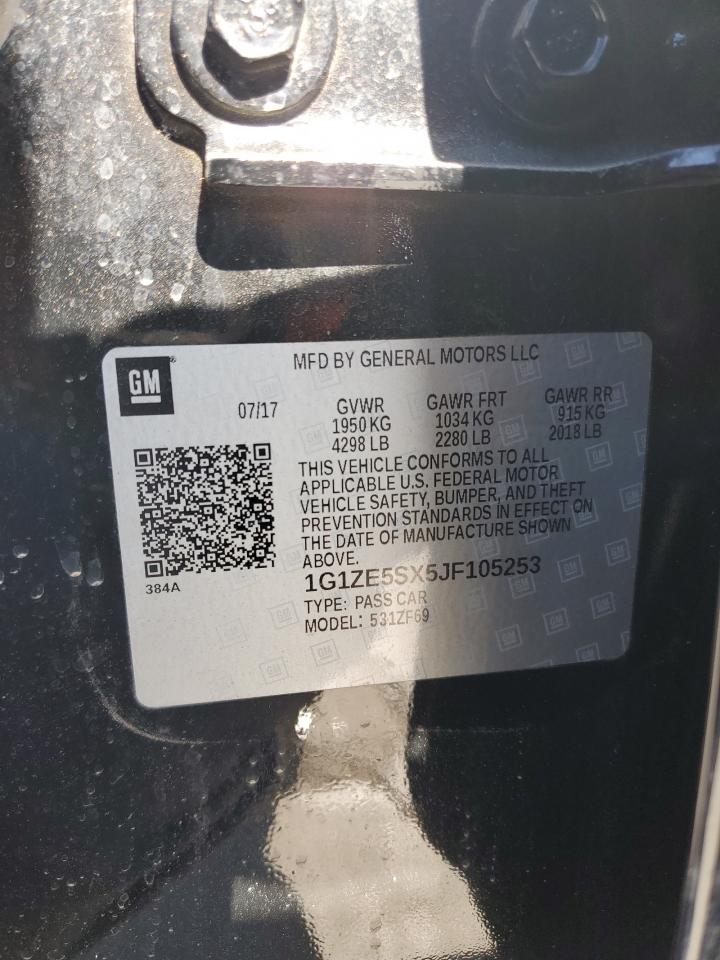 GM®
MFD BY GENERAL MOTORS LLC
07/17
GVWR
1950 KG
4298 LB
GAWR FRT
1034 KG
2280 LB
GAWR RR
915 KG
2018 LB
THIS VEHICLE CONFORMS TO ALL
APPLICABLE U.S. FEDERAL MOTOR
VEHICLE SAFETY, BUMPER, AND THEFT
PREVENTION STANDARDS IN EFFECT ON
THE DATE OF MANUFACTURE SHOWN
ABOVE.
384A
1G1ZE5SX5JF105253
TYPE: PASS CAR
MODEL: 531ZF69